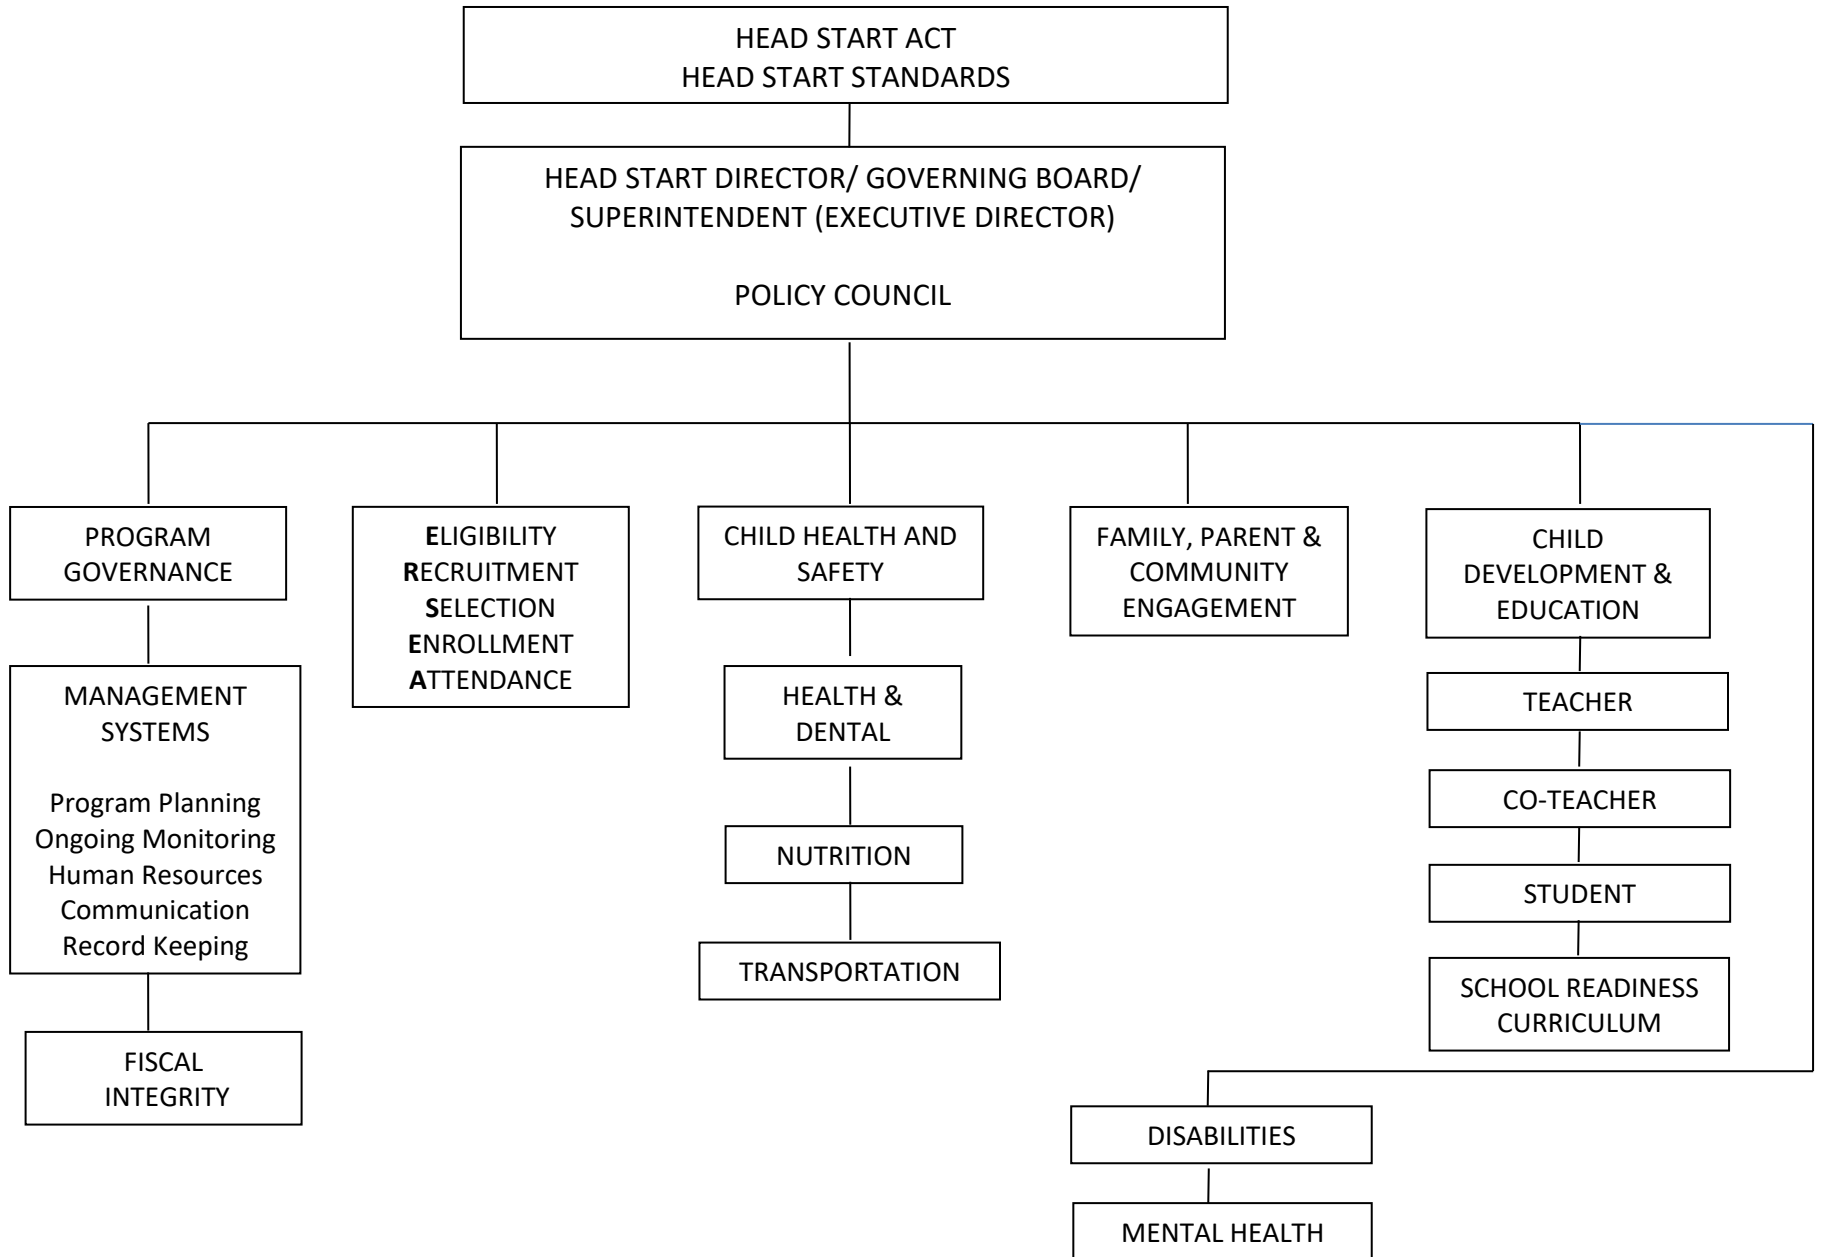 HEAD START ACT
HEAD START STANDARDS
HEAD START DIRECTOR/ GOVERNING BOARD/
SUPERINTENDENT (EXECUTIVE DIRECTOR)
POLICY COUNCIL
PROGRAM
GOVERNANCE
MANAGEMENT
SYSTEMS
Program Planning
Ongoing Monitoring
Human Resources
Communication
Record Keeping
FISCAL
INTEGRITY
ELIGIBILITY
RECRUITMENT
SELECTION
ENROLLMENT
ATTENDANCE
CHILD HEALTH AND
SAFETY
HEALTH &
DENTAL
NUTRITION
TRANSPORTATION
FAMILY, PARENT &
COMMUNITY
ENGAGEMENT
CHILD
DEVELOPMENT &
EDUCATION
TEACHER
CO-TEACHER
STUDENT
SCHOOL READINESS
CURRICULUM
DISABILITIES
MENTAL HEALTH